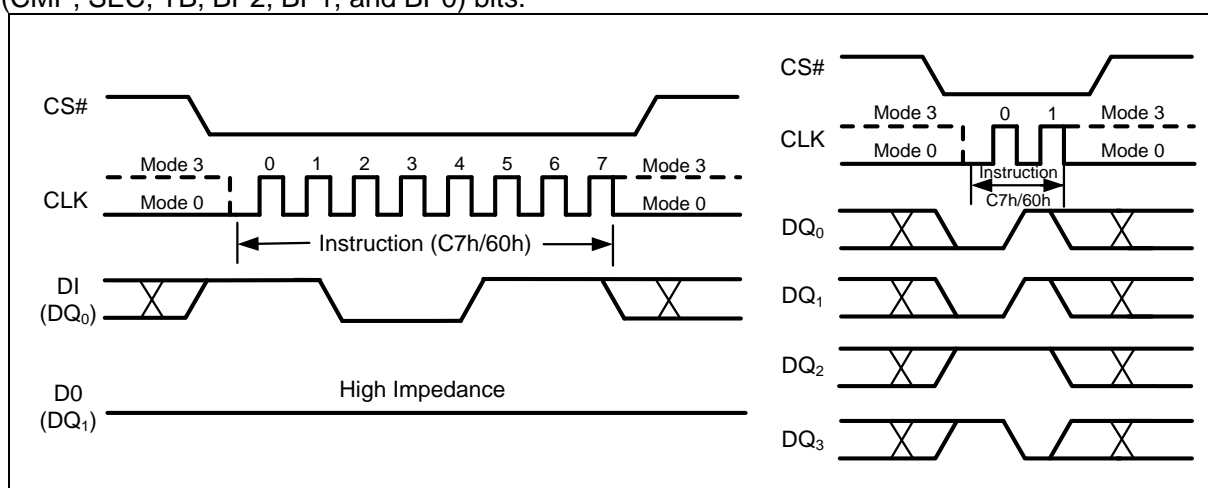 (CMP, SEC, TB, BP2, BP1, and BP0) bits.
CS#
CLK
Mode 3
Mode 0
0 1 2 3 4 5 6 7
Mode 3
Mode 0
Instruction (C7h/60h)
DI
(DQ0)
D0
(DQ1)
High Impedance
CS#
CLK
Mode 3
Mode 0
0 1
Mode 3
Mode 0
Instruction
C7h/60h
DQ0
DQ1
DQ2
DQ3